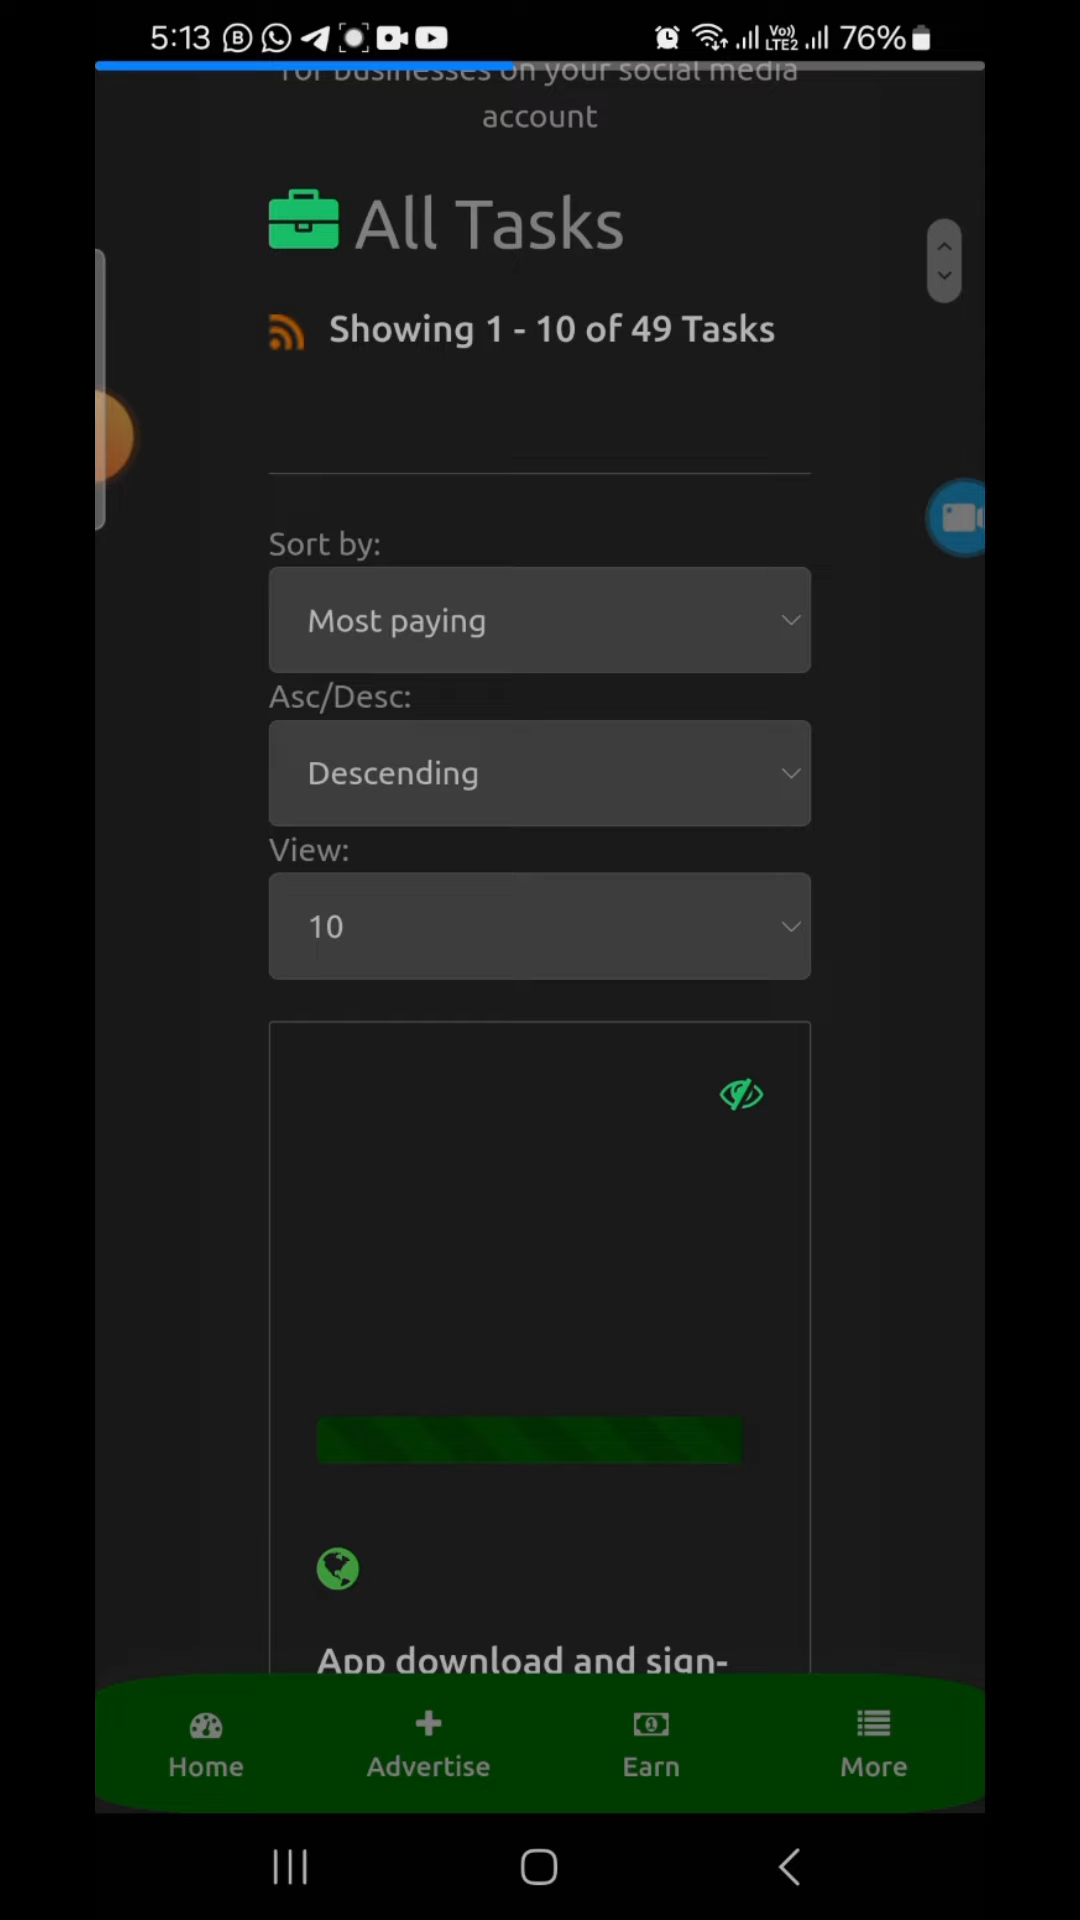 5:13
76%
for businesses on your social media
account
All Tasks
Showing 1 - 10 of 49 Tasks
Sort by:
Most paying
Asc/Desc:
Descending
View:
10
App download and sign-
Home
Advertise
Earn
More